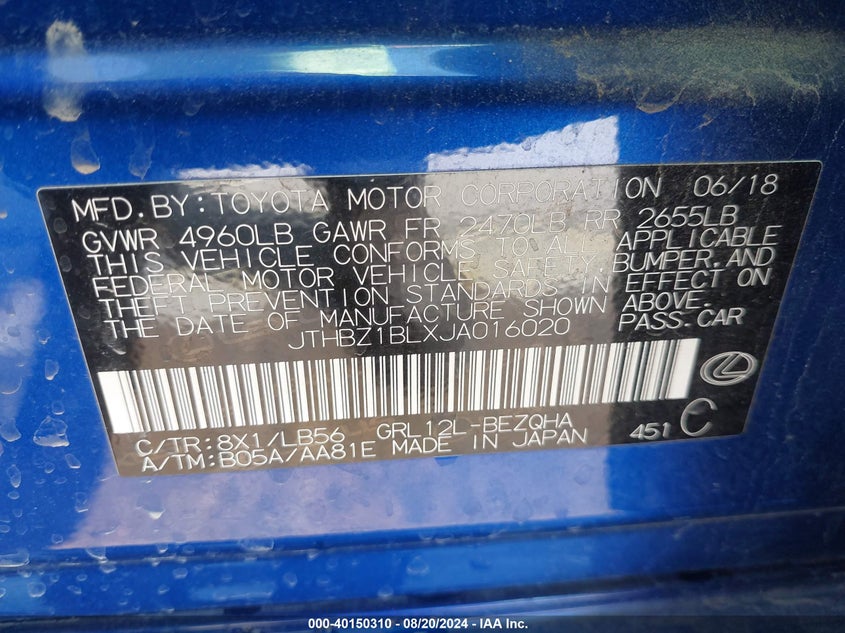 MFD.BY:TOYOTA MOTOR CORPORATION 06/18
GVWR 4960LB GAWR FR 2470LB RR 2655LB
THIS VEHICLE CONFORMS TO ALL APPLICABLE
FEDERAL MOTOR VEHICLE SAFETY,BUMPER,AND
THEFT PREVENTION STANDARDS IN EFFECT ON
THE DATE OF MANUFACTURE SHOWN ABOVE.
JTHBZ1BLXJA016020 PASS.CAR
C/TR:8X1/LB56 GRL12L-BEZQHA
A/TM:B05A/AA81E MADE IN JAPAN 451 C
000-40150310 | 08/20/2024 | © IAA Inc.